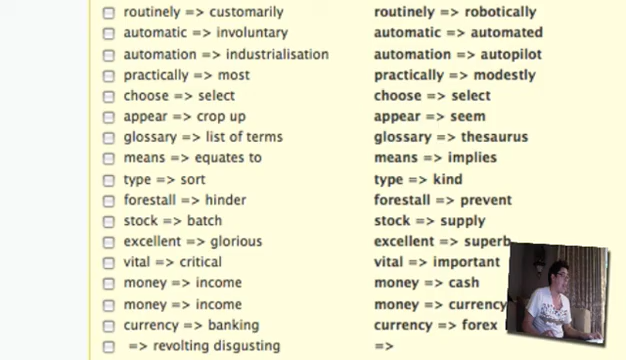 routinely => customarily routinely => robotically
automatic => involuntary automatic => automated
automation => industrialisation automation => autopilot
practically => most practically => modestly
choose => select choose => select
appear => crop up appear => seem
glossary => list of terms glossary => thesaurus
means => equates to means => implies
type => sort type => kind
forestall => hinder forestall => prevent
stock => batch stock => supply
excellent => glorious excellent => superb
vital => critical vital => important
money => income money => cash
money => income money => currency
currency => banking currency => forex
=> revolting disgusting =>